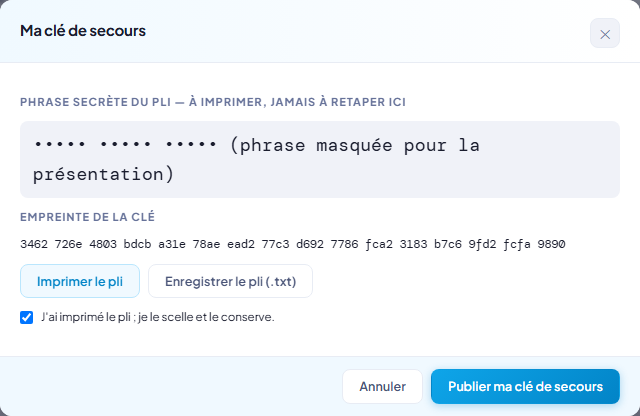 Ma clé de secours
PHRASE SECRÈTE DU PLI — À IMPRIMER, JAMAIS À RETAPER ICI
••••• ••••• ••••• (phrase masquée pour la
présentation)
EMPREINTE DE LA CLÉ
3462 726e 4803 bdcb a31e 78ae ead2 77c3 d692 7786 fca2 3183 b7c6 9fd2 fcfa 9890
Imprimer le pli
Enregistrer le pli (.txt)
J'ai imprimé le pli ; je le scelle et le conserve.
Annuler
Publier ma clé de secours